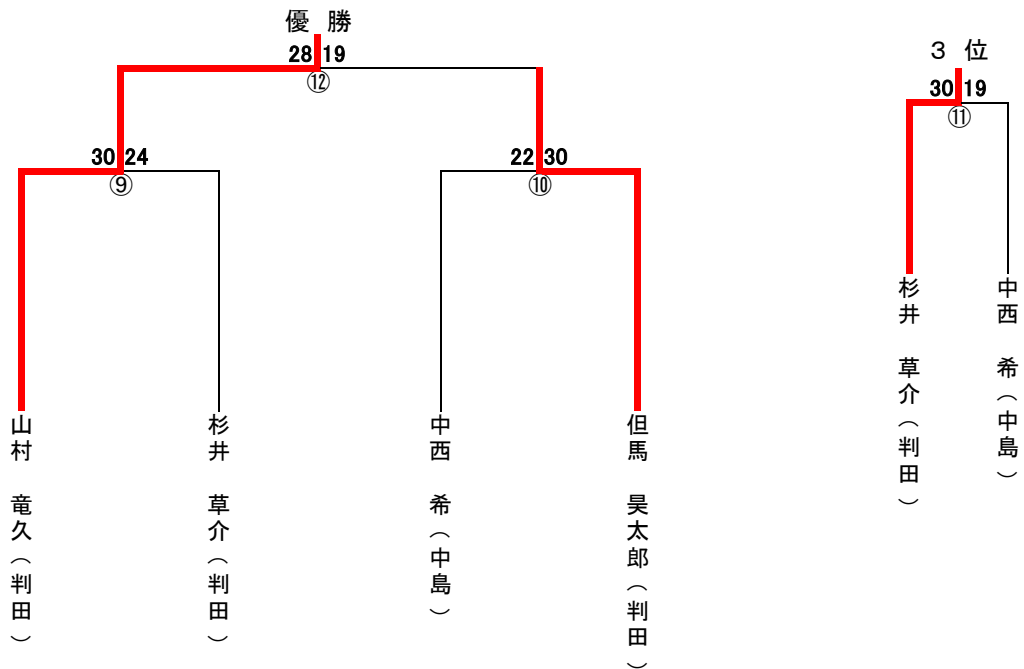 優 勝
28 19
⑫
30 24
⑨
22 30
⑩
山村 竜久(判田)
杉井 草介(判田)
中西 希(中島)
但馬 昊太郎(判田)
3 位
30 19
⑪
杉井 草介(判田)
中西 希(中島)